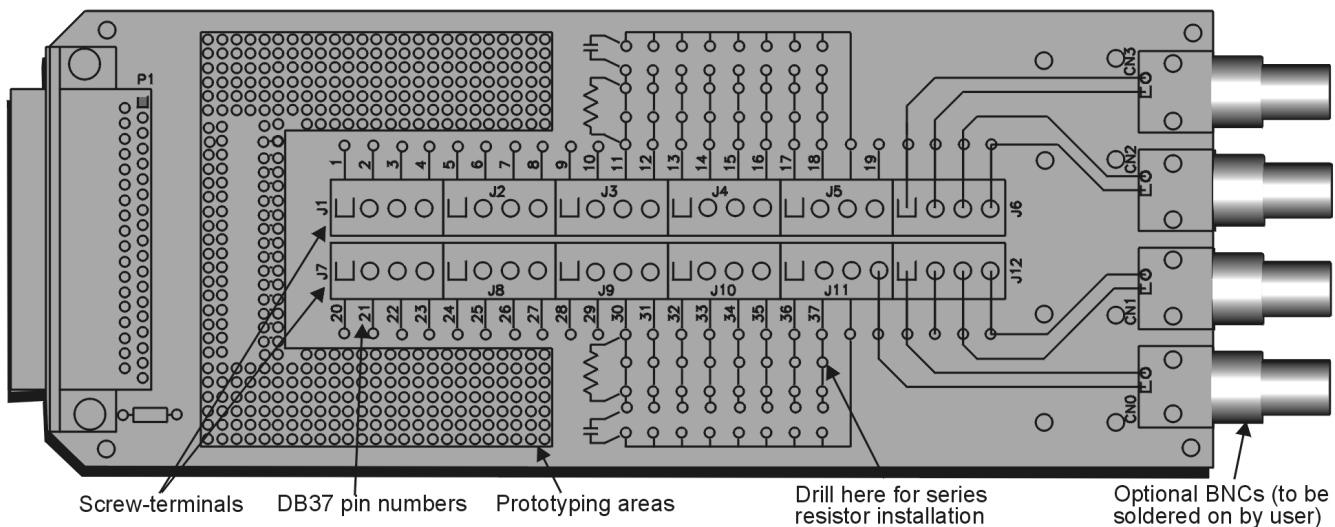 P1
CN3
CN2
CN1
CN0
1 2 3 4 5 6 7 8 9 10 11 12 13 14 15 16 17 18 19
J1 J2 J3 J4 J5 J6
J7 J8 J9 J10 J11 J12
20 21 22 23 24 25 26 27 28 29 30 31 32 33 34 35 36 37
Screw-terminals
DB37 pin numbers
Prototyping areas
Drill here for series
resistor installation
Optional BNCs (to be
soldered on by user)